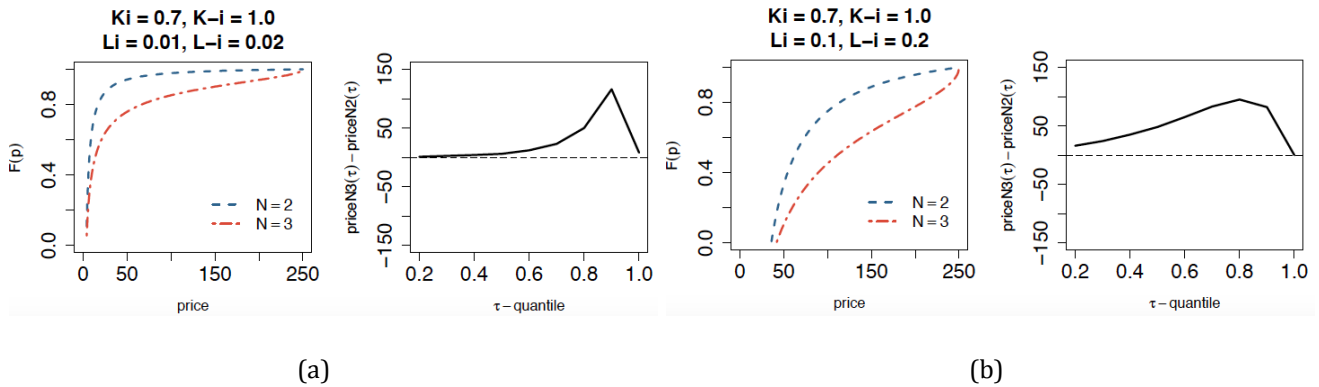 Ki = 0.7, K−i = 1.0
Li = 0.01, L−i = 0.02
F(p)
0.0
0.4
0.8
N = 2
N = 3
0
50
150
250
price
priceN3(τ)−priceN2(τ)
−150
−50
50
150
0.2
0.4
0.6
0.8
1.0
τ−quantile
(a)
Ki = 0.7, K−i = 1.0
Li = 0.1, L−i = 0.2
F(p)
0.0
0.4
0.8
N = 2
N = 3
0
50
150
250
price
priceN3(τ)−priceN2(τ)
−150
−50
50
150
0.2
0.4
0.6
0.8
1.0
τ−quantile
(b)